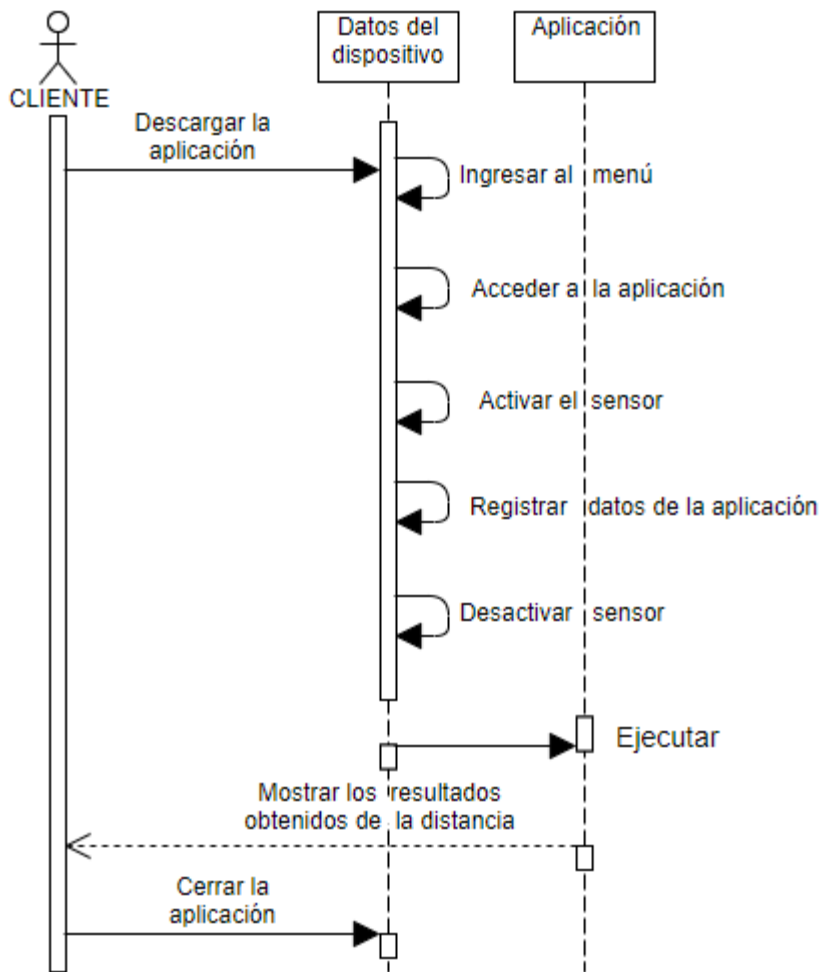 Datos del
dispositivo
Aplicación
CLIENTE
Descargar la
aplicación
Ingresar al menú
Acceder a la aplicación
Activar el sensor
Registrar datos de la aplicación
Desactivar sensor
Ejecutar
Mostrar los resultados
obtenidos de la distancia
Cerrar la
aplicación